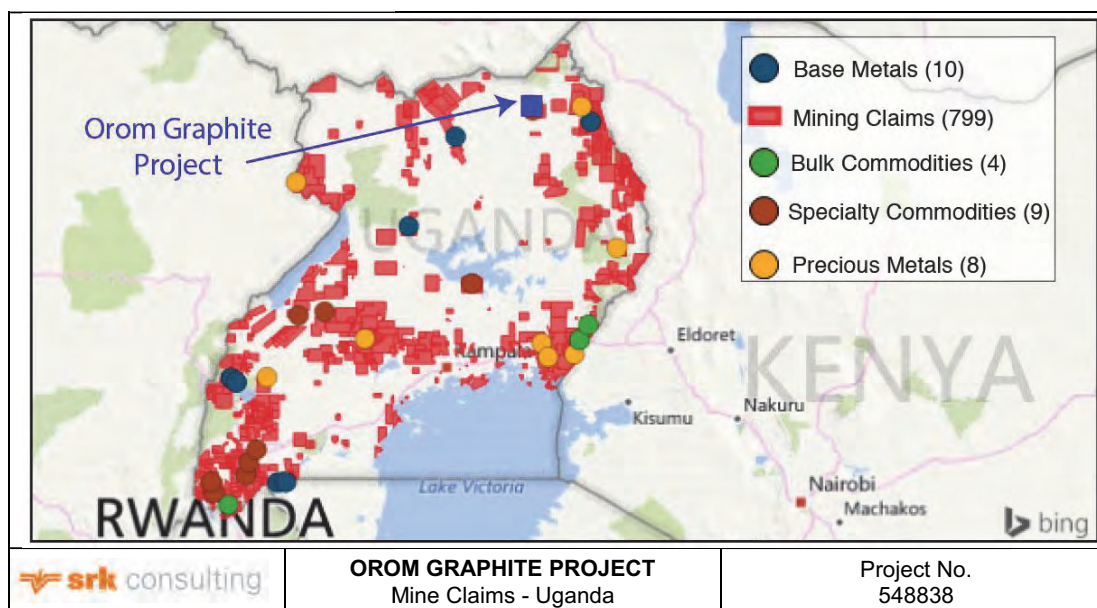 Orom Graphite
Project
Base Metals (10)
Mining Claims (799)
Bulk Commodities (4)
Specialty Commodities (9)
Precious Metals (8)
UGANDA
Eldoret
Kampala
KENYA
Kisumu
Nakuru
Lake Victoria
Nairobi
Machakos
RWANDA
bing
srk consulting
OROM GRAPHITE PROJECT
Mine Claims - Uganda
Project No.
548838